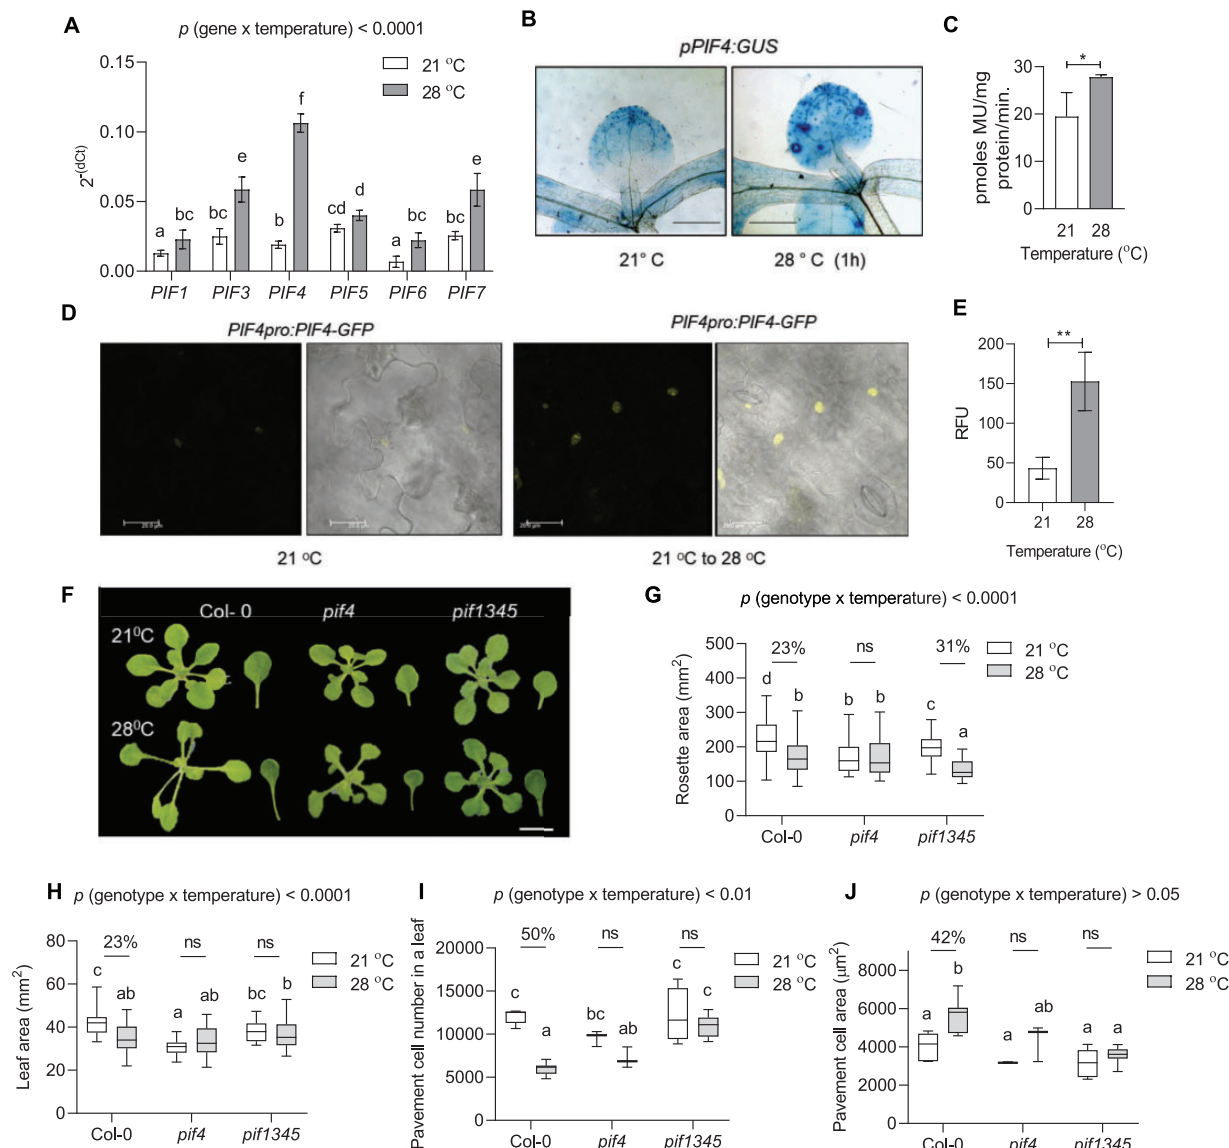 A
p (gene x temperature) < 0.0001
21 °C
28 °C
2-(dCt)
0.15
0.10
0.05
0.00
a
bc
bc
e
b
f
cd
d
a
bc
bc
e
PIF1
PIF3
PIF4
PIF5
PIF6
PIF7
B
pPIF4:GUS
21° C
28 ° C (1h)
C
pmoles MU/mg
protein/min.
30
20
10
0
*
21
28
Temperature (°C)
D
PIF4pro:PIF4-GFP
PIF4pro:PIF4-GFP
21 °C
21 °C to 28 °C
E
RFU
200
150
100
50
0
**
21
28
Temperature (°C)
F
Col- 0
pif4
pif1345
21⁰C
28⁰C
G
p (genotype x temperature) < 0.0001
Rosette area (mm²)
500
400
300
200
100
0
23%
ns
31%
d
b
b
b
c
a
21 °C
28 °C
Col-0
pif4
pif1345
H
p (genotype x temperature) < 0.0001
Leaf area (mm²)
80
60
40
20
0
23%
ns
ns
c
ab
a
ab
bc
b
21 °C
28 °C
Col-0
pif4
pif1345
I
p (genotype x temperature) < 0.01
Pavement cell number in a leaf
20000
15000
10000
5000
0
50%
ns
ns
c
a
bc
ab
c
c
21 °C
28 °C
Col-0
pif4
pif1345
J
p (genotype x temperature) > 0.05
Pavement cell area (µm²)
8000
6000
4000
2000
0
42%
ns
ns
a
b
a
ab
a
a
21 °C
28 °C
Col-0
pif4
pif1345